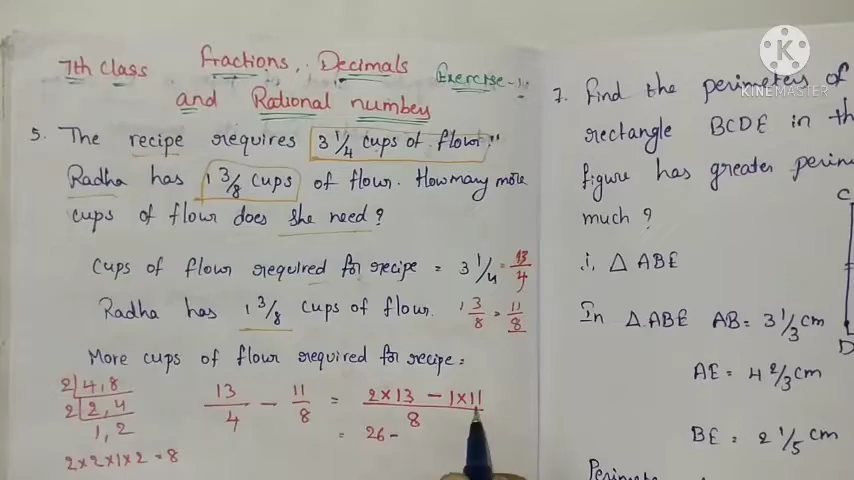 7th Class Fractions, Decimals Exercise-1:
and Rational numbers
5. The recipe requires 3 1/4 cups of flour.
Radha has 1 3/8 cups of flour. How many more
cups of flour does she need?
Cups of flour required for recipe = 3 1/4 = 13/4
Radha has 1 3/8 cups of flour. 1 3/8 = 11/8
More cups of flour required for recipe =
2 | 4, 8
2 | 2, 4
1, 2
2×2×1×2 = 8
13/4 - 11/8 = 2×13 - 1×11 / 8
= 26 -
7. Find the perimeters of
rectangle BCDE in th
figure has greater perim
much?
i. △ ABE
In △ABE AB = 3 1/3 cm
AE = 4 2/3 cm
BE = 2 1/5 cm
C
D
K
KINEMASTER